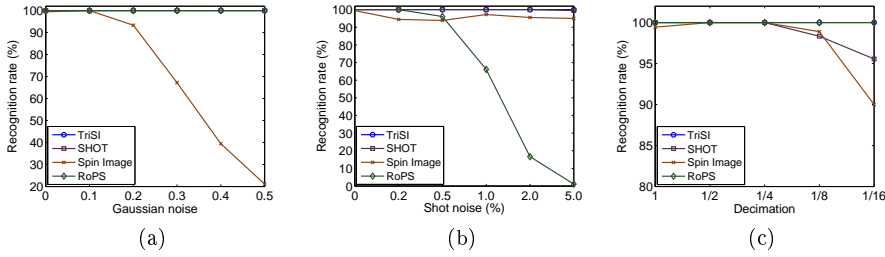 Recognition rate (%)
100
90
80
70
60
50
40
30
20
TriSI
SHOT
Spin Image
RoPS
0 0.1 0.2 0.3 0.4 0.5
Gaussian noise
(a)
Recognition rate (%)
100
90
80
70
60
50
40
30
20
10
0
TriSI
SHOT
Spin Image
RoPS
0 0.2 0.5 1.0 2.0 5.0
Shot noise (%)
(b)
Recognition rate (%)
100
95
90
85
80
TriSI
SHOT
Spin Image
RoPS
1 1/2 1/4 1/8 1/16
Decimation
(c)